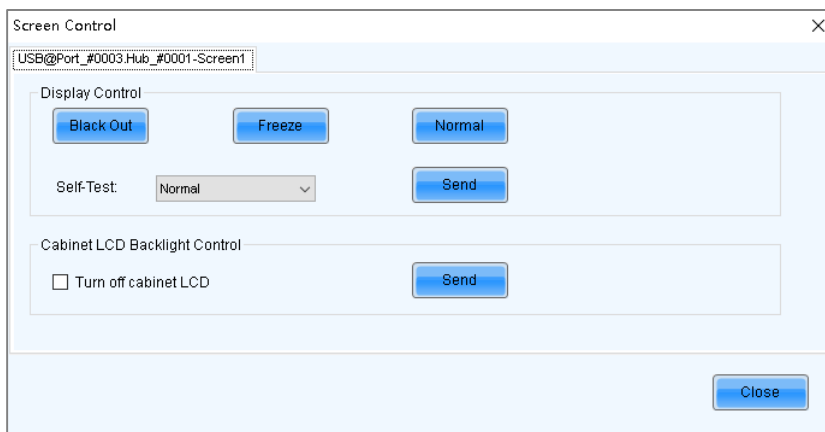 Screen Control
USB@Port_#0003.Hub_#0001-Screen1
Display Control
Black Out Freeze Normal
Self-Test: Normal Send
Cabinet LCD Backlight Control
Turn off cabinet LCD Send
Close